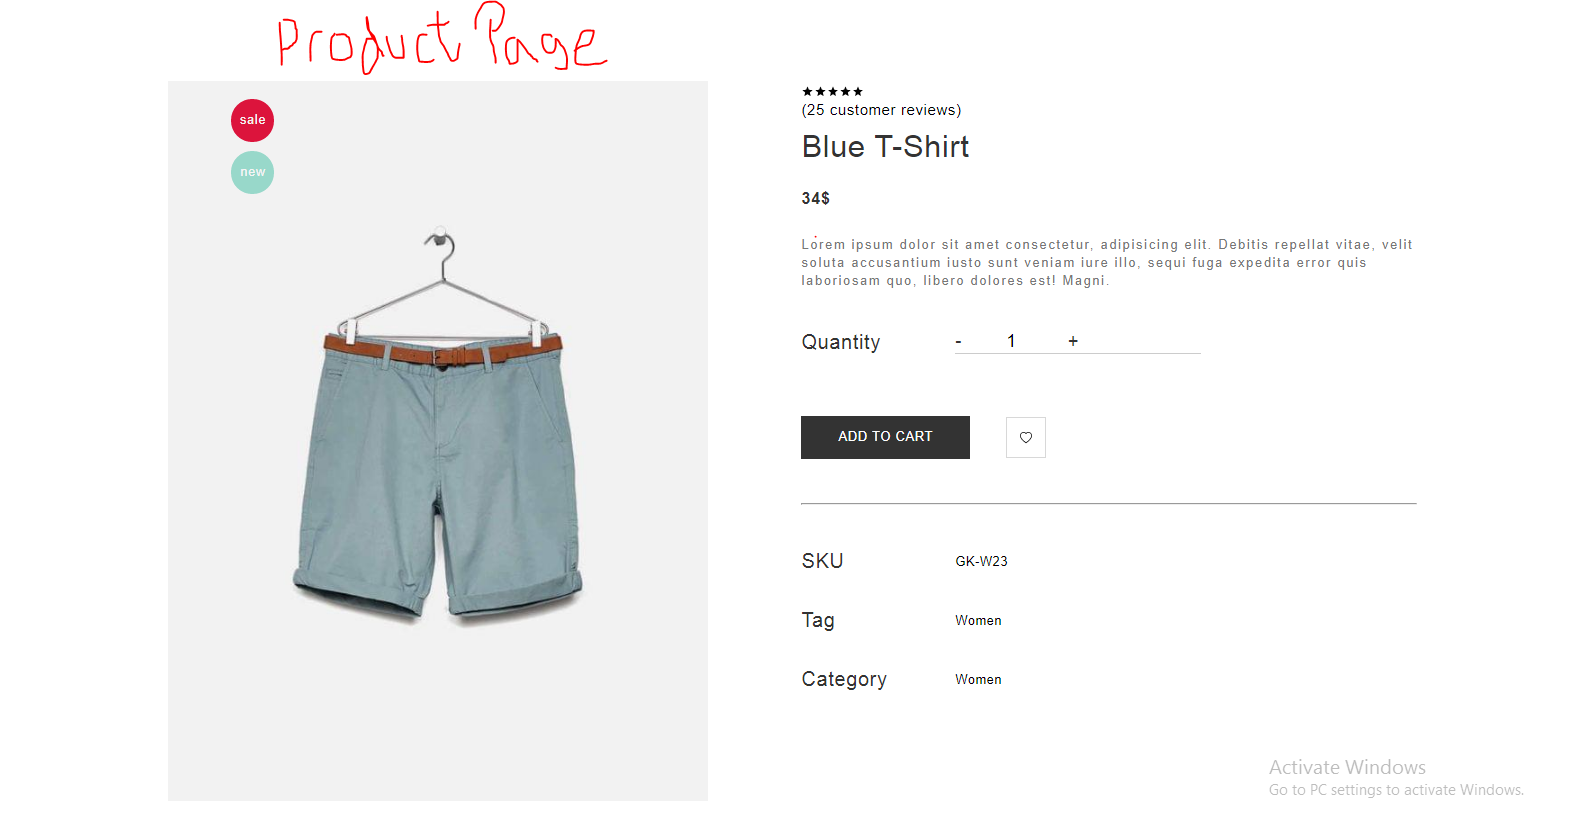 Product Page
sale
new
★★★★★
(25 customer reviews)
Blue T-Shirt
34$
Lorem ipsum dolor sit amet consectetur, adipisicing elit. Debitis repellat vitae, velit
soluta accusantium iusto sunt veniam iure illo, sequi fuga expedita error quis
laboriosam quo, libero dolores est! Magni.
Quantity - 1 +
ADD TO CART
SKU GK-W23
Tag Women
Category Women
Activate Windows
Go to PC settings to activate Windows.